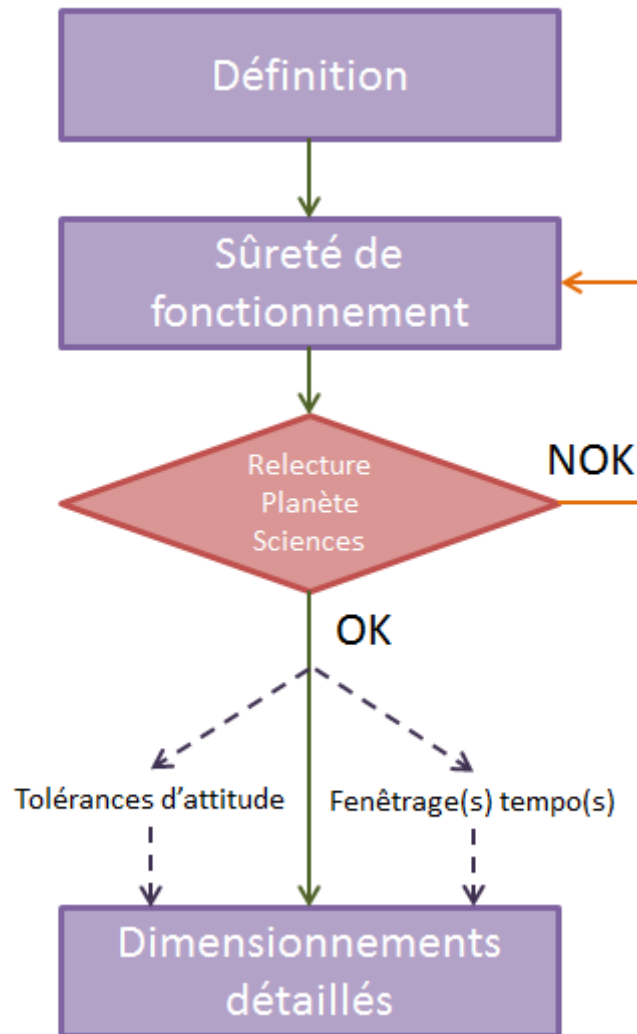 Définition
Sûreté de
fonctionnement
Relecture
Planète
Sciences
NOK
OK
Tolérances d’attitude
Fenêtrage(s) tempo(s)
Dimensionnements
détaillés